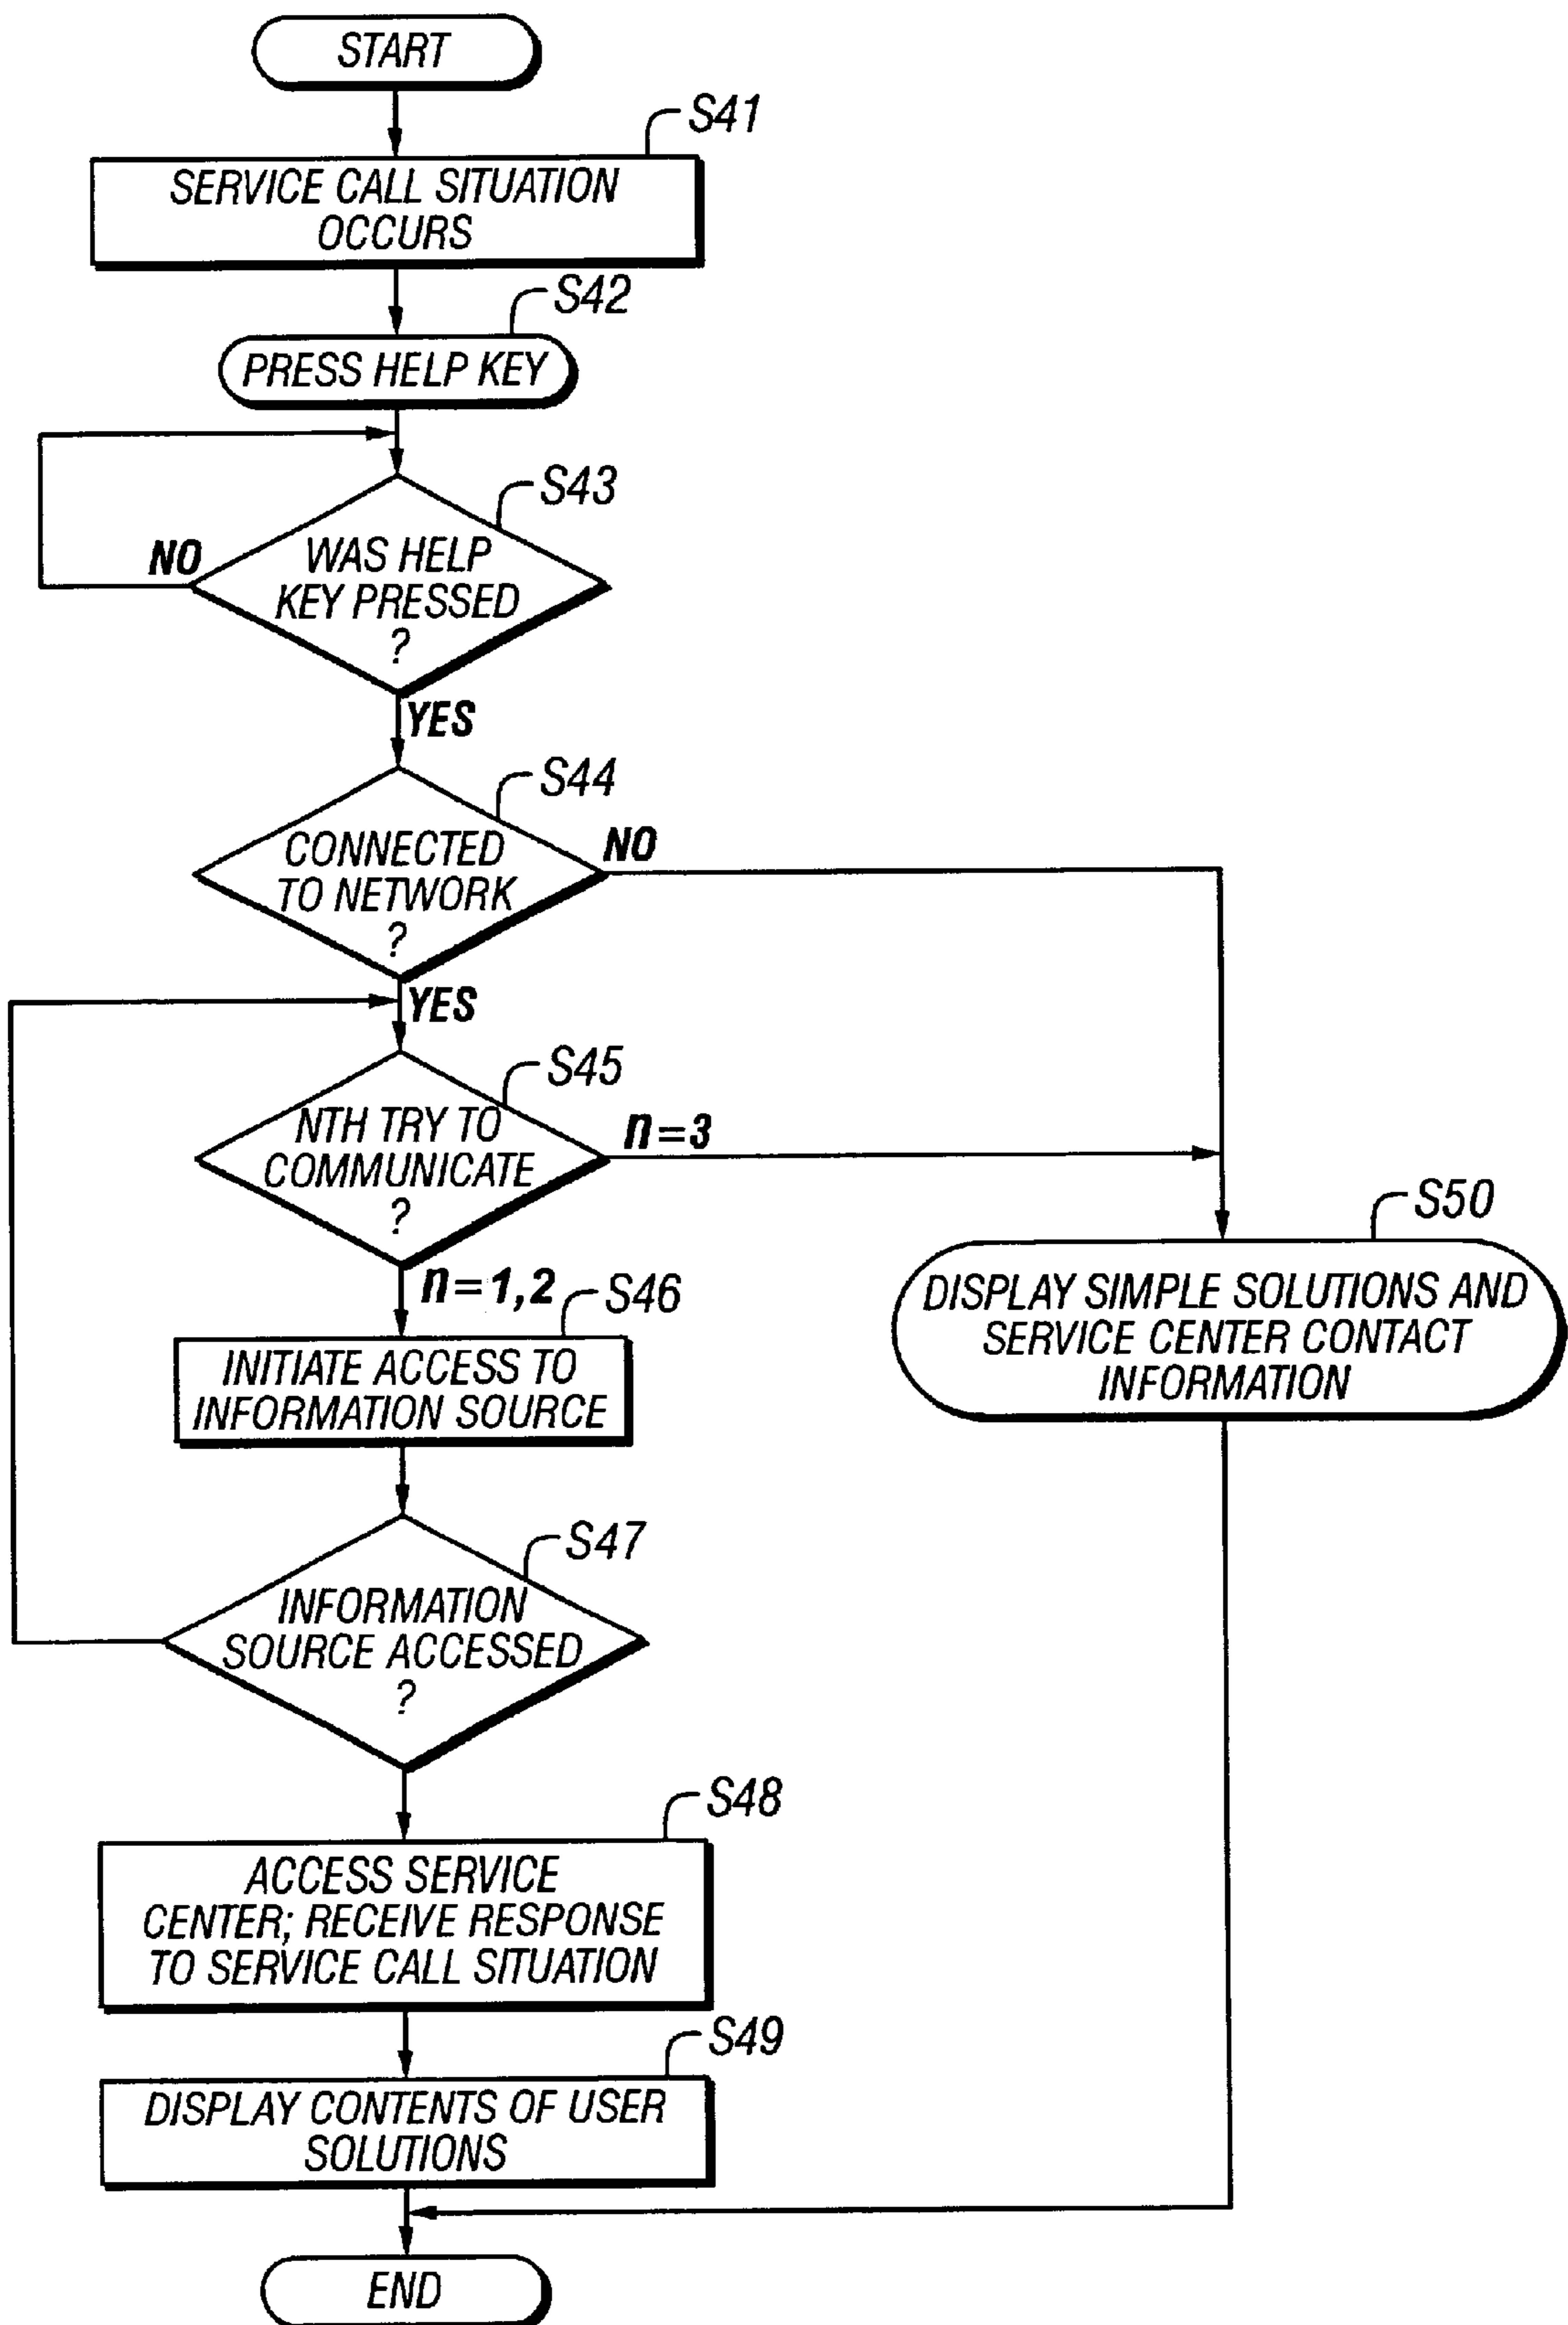 START
S41
SERVICE CALL SITUATION
OCCURS
S42
PRESS HELP KEY
S43
NO
WAS HELP
KEY PRESSED
?
YES
S44
CONNECTED
TO NETWORK
?
NO
YES
S45
NTH TRY TO
COMMUNICATE
?
n=3
n=1,2
S46
INITIATE ACCESS TO
INFORMATION SOURCE
S50
DISPLAY SIMPLE SOLUTIONS AND
SERVICE CENTER CONTACT
INFORMATION
S47
INFORMATION
SOURCE ACCESSED
?
S48
ACCESS SERVICE
CENTER; RECEIVE RESPONSE
TO SERVICE CALL SITUATION
S49
DISPLAY CONTENTS OF USER
SOLUTIONS
END